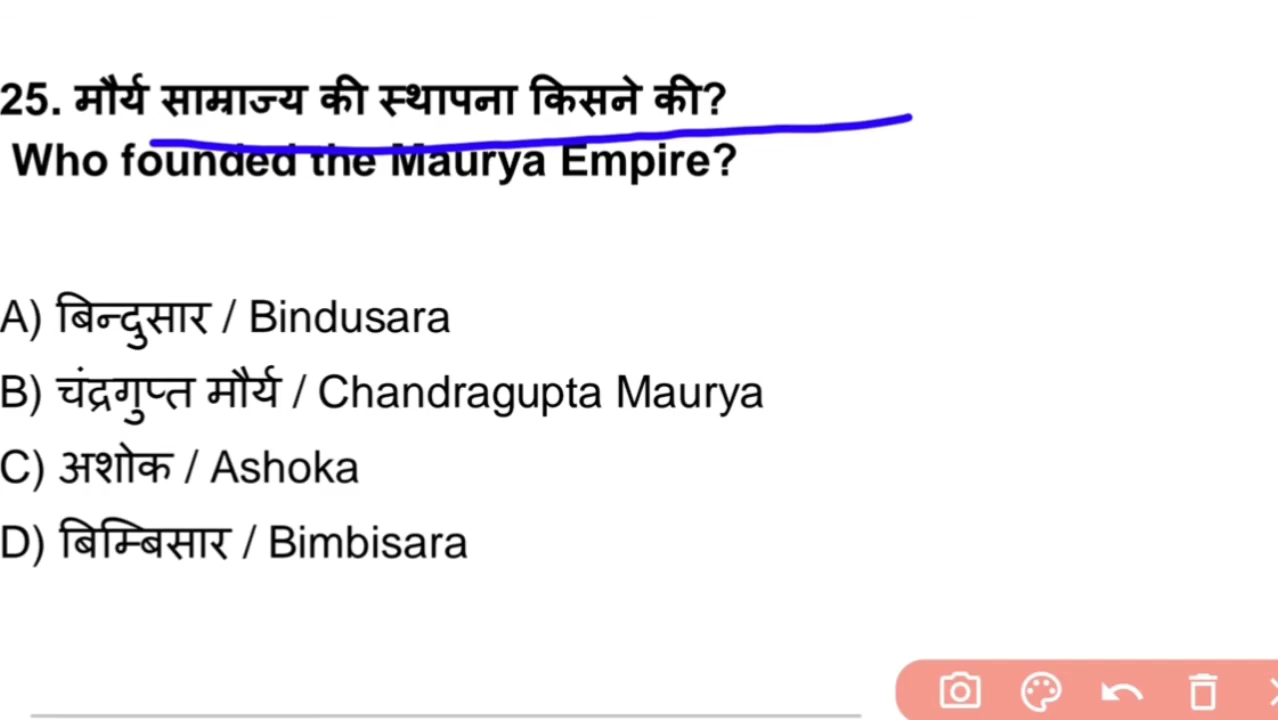 25. मौर्य साम्राज्य की स्थापना किसने की?
Who founded the Maurya Empire?
A) बिन्दुसार / Bindusara
B) चंद्रगुप्त मौर्य / Chandragupta Maurya
C) अशोक / Ashoka
D) बिम्बिसार / Bimbisara